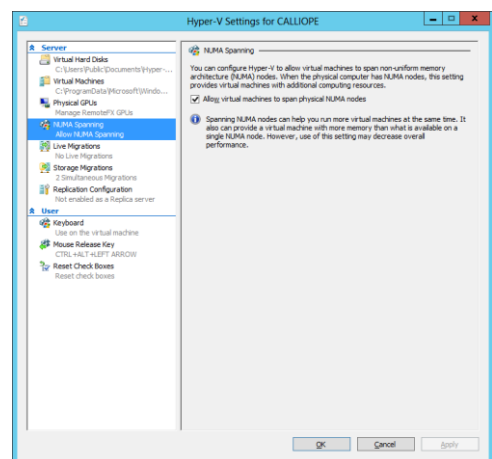 Hyper-V Settings for CALLIOPE
Server
Virtual Hard Disks
C:\Users\Public\Documents\Hyper-...
Virtual Machines
C:\ProgramData\Microsoft\Windo...
Physical GPUs
Manage RemoteFX GPUs
NUMA Spanning
Allow NUMA Spanning
Live Migrations
No Live Migrations
Storage Migrations
2 Simultaneous Migrations
Replication Configuration
Not enabled as a Replica server
User
Keyboard
Use on the virtual machine
Mouse Release Key
CTRL+ALT+LEFT ARROW
Reset Check Boxes
Reset check boxes
NUMA Spanning
You can configure Hyper-V to allow virtual machines to span non-uniform memory
architecture (NUMA) nodes. When the physical computer has NUMA nodes, this setting
provides virtual machines with additional computing resources.
Allow virtual machines to span physical NUMA nodes
Spanning NUMA nodes can help you run more virtual machines at the same time. It
also can provide a virtual machine with more memory than what is available on a
single NUMA node. However, use of this setting may decrease overall
performance.
OK
Cancel
Apply